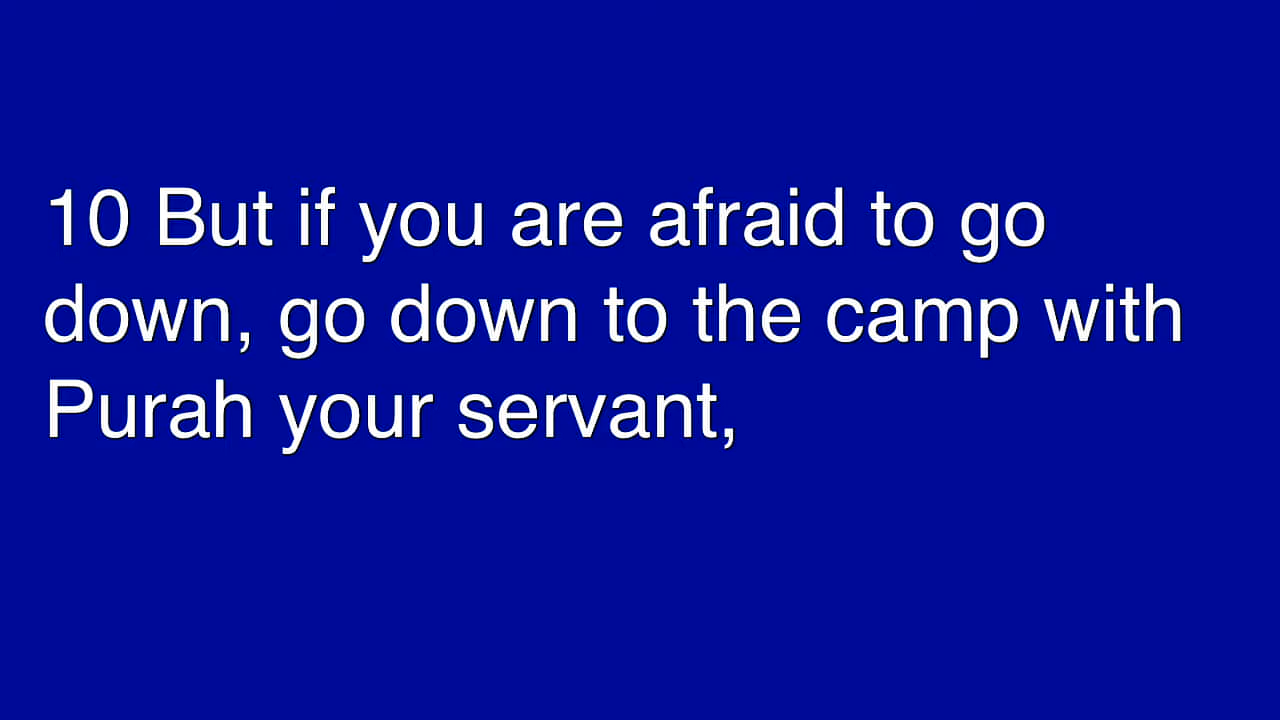 10 But if you are afraid to go
down, go down to the camp with
Purah your servant,